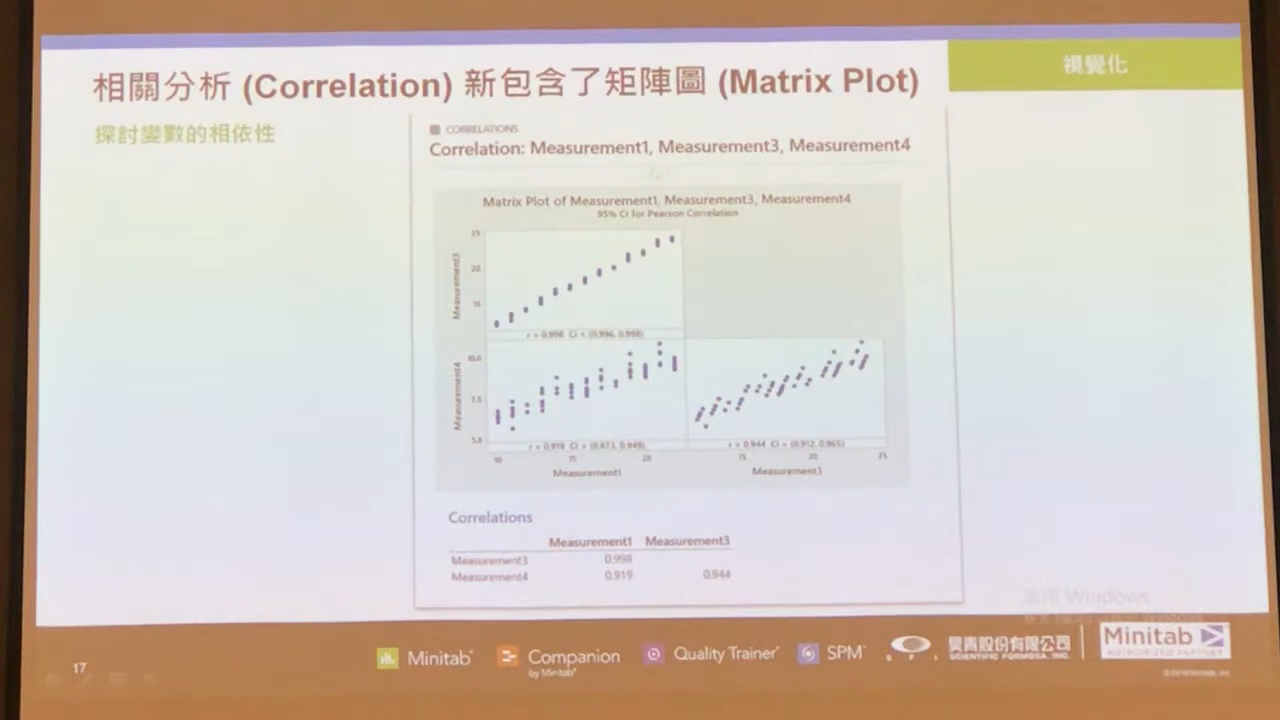 相關分析 (Correlation) 新包含了矩陣圖 (Matrix Plot)
視覺化
探討變數的相依性
CORRELATIONS
Correlation: Measurement1, Measurement3, Measurement4
Matrix Plot of Measurement1, Measurement3, Measurement4
95% CI for Pearson Correlation
25
20
15
Measurement3
r = 0.998 CI = (0.996, 0.998)
10.0
7.5
5.0
Measurement4
r = 0.919 CI = (0.873, 0.949)
r = 0.944 CI = (0.912, 0.965)
10 15 20
15 20 25
Measurement1
Measurement3
Correlations
Measurement1 Measurement3
Measurement3 0.998
Measurement4 0.919 0.944
Windows
17
Minitab
Companion
by Minitab
Quality Trainer
SPM
昊青股份有限公司
SCIENTIFIC FORMOSA, INC.
Minitab